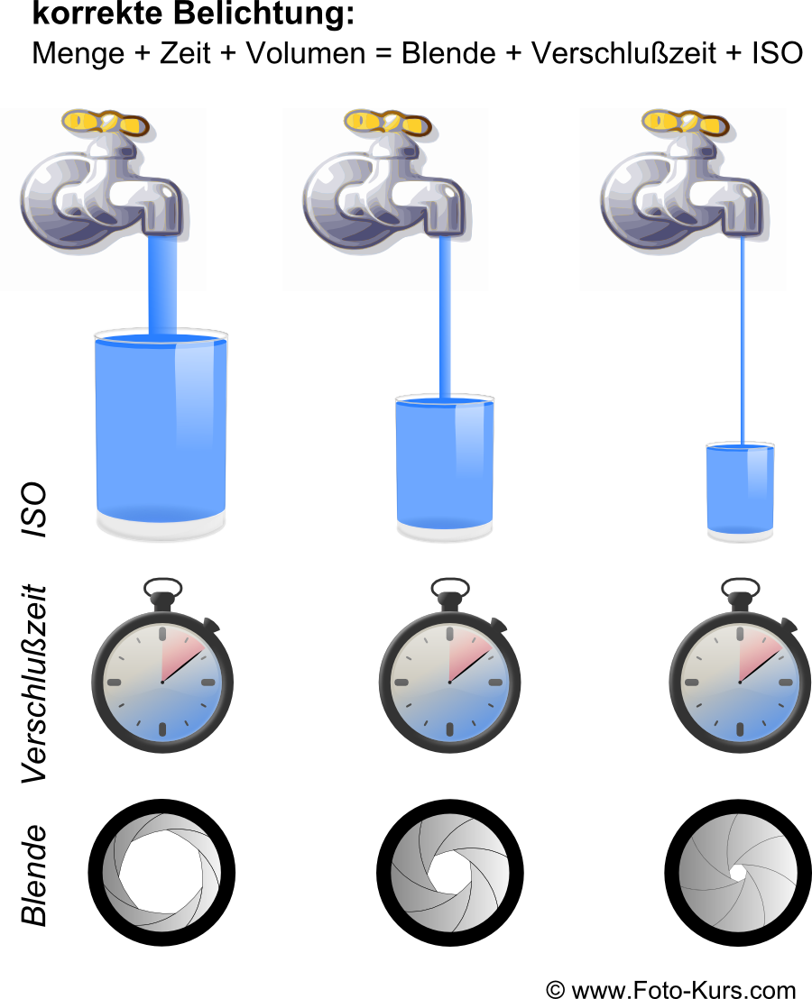 korrekte Belichtung:
Menge + Zeit + Volumen = Blende + Verschlußzeit + ISO
ISO
Verschlußzeit
Blende
© www.Foto-Kurs.com